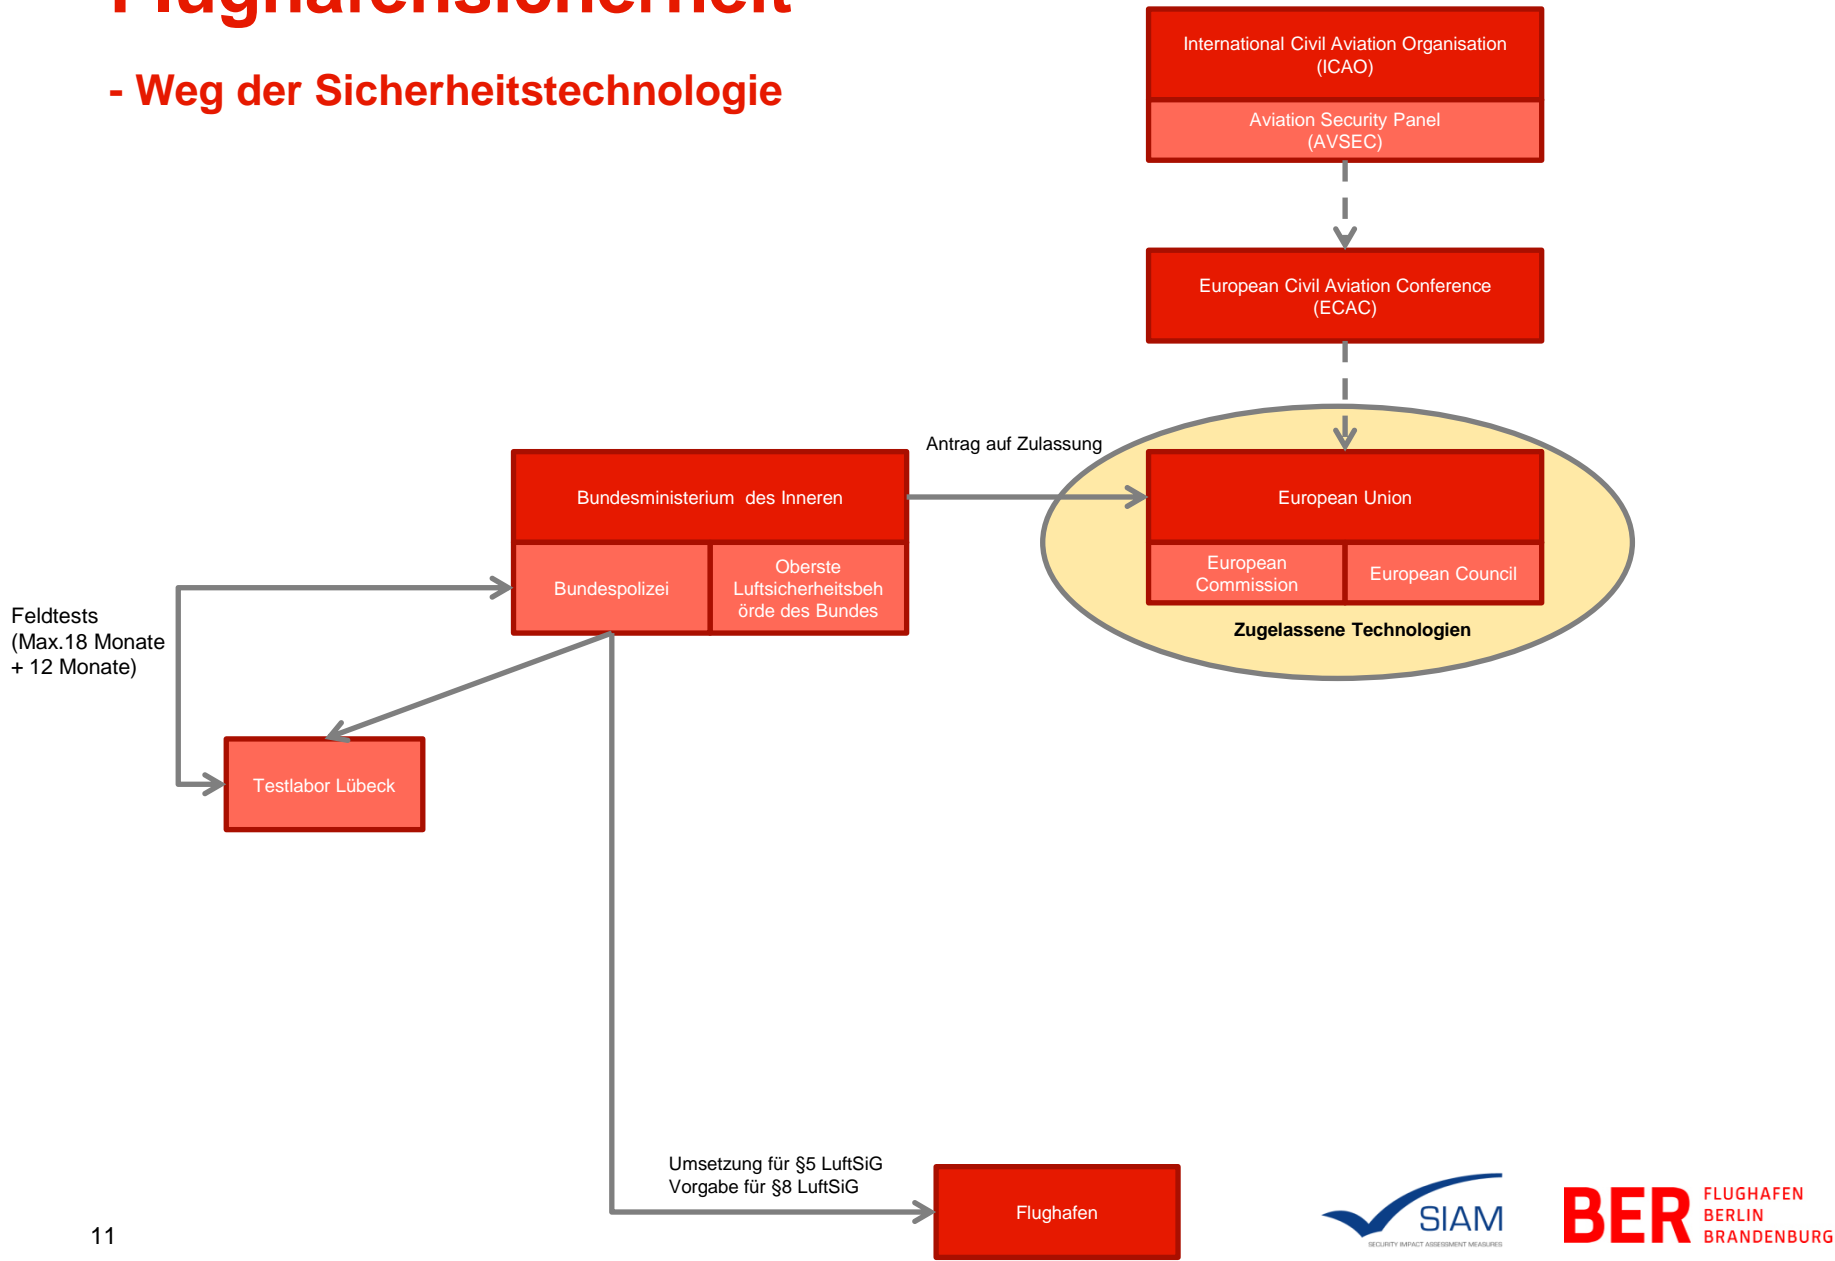 Flughafensicherheit
- Weg der Sicherheitstechnologie
International Civil Aviation Organisation
(ICAO)
Aviation Security Panel
(AVSEC)
European Civil Aviation Conference
(ECAC)
Antrag auf Zulassung
Bundesministerium des Inneren
Bundespolizei
Oberste
Luftsicherheitsbeh
örde des Bundes
European Union
European
Commission
European Council
Zugelassene Technologien
Feldtests
(Max.18 Monate
+ 12 Monate)
Testlabor Lübeck
Umsetzung für §5 LuftSiG
Vorgabe für §8 LuftSiG
Flughafen
11
SIAM
SECURITY IMPACT ASSESSMENT MEASURES
BER
FLUGHAFEN
BERLIN
BRANDENBURG